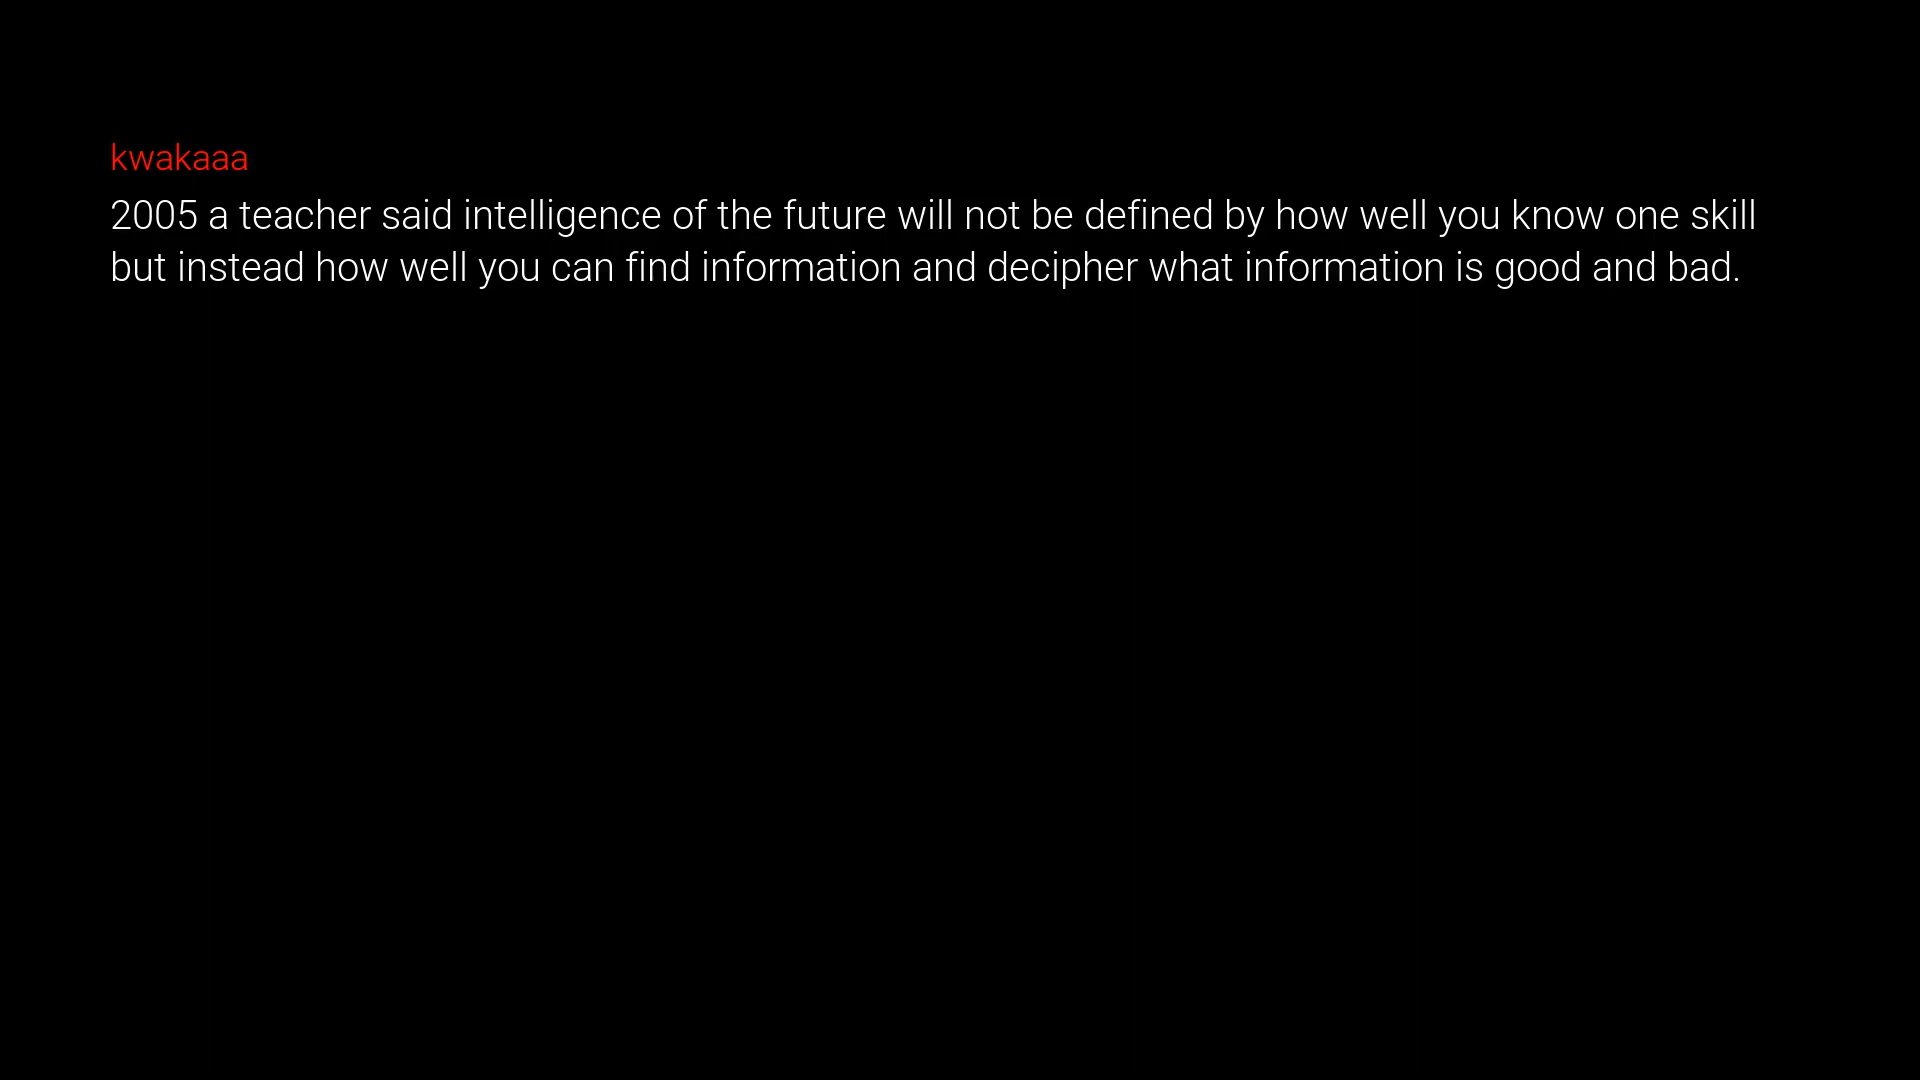 kwakaaa
2005 a teacher said intelligence of the future will not be defined by how well you know one skill
but instead how well you can find information and decipher what information is good and bad.